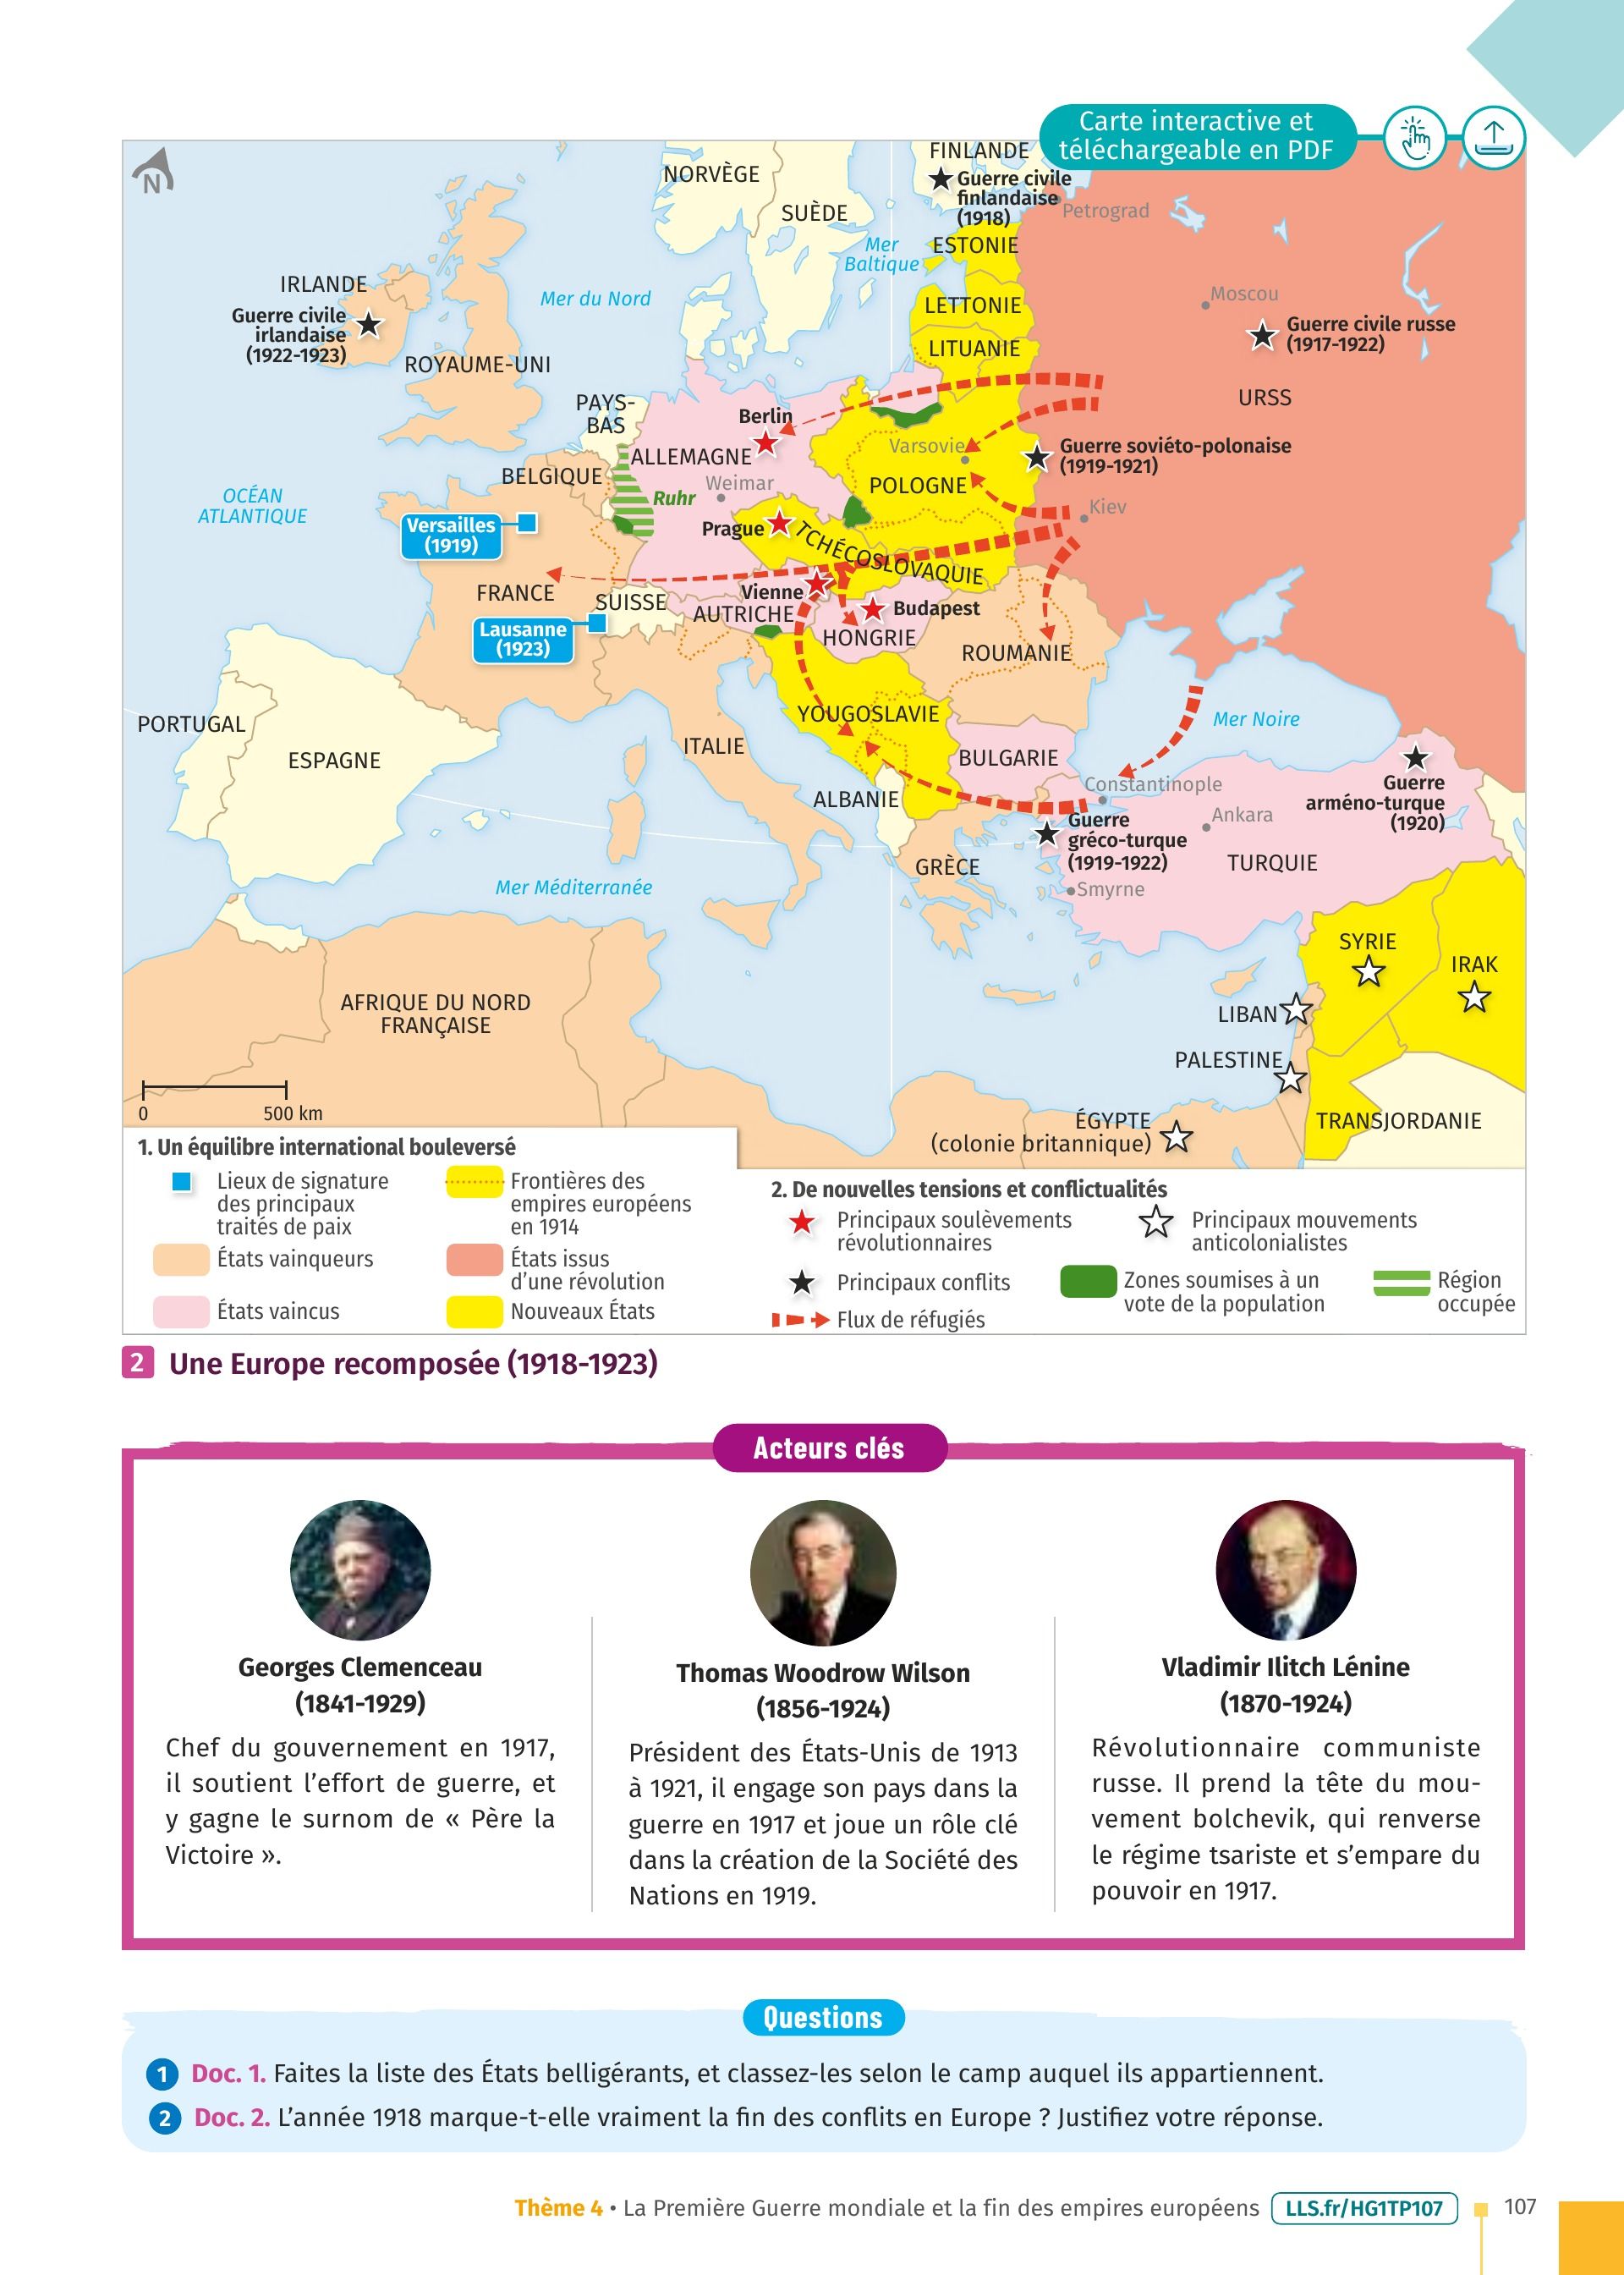 Carte interactive et
téléchargeable en PDF
N
NORVÈGE
SUÈDE
FINLANDE
Guerre civile
finlandaise
(1918)
Petrograd
Mer
Baltique
ESTONIE
IRLANDE
Guerre civile
irlandaise
(1922-1923)
Mer du Nord
LETTONIE
Moscou
Guerre civile russe
(1917-1922)
LITUANIE
ROYAUME-UNI
URSS
PAYS-
BAS
Berlin
Varsovie
Guerre soviéto-polonaise
(1919-1921)
ALLEMAGNE
BELGIQUE
POLOGNE
Weimar
Ruhr
OCÉAN
ATLANTIQUE
Kiev
Versailles
(1919)
Prague
TCHÉCOSLOVAQUIE
FRANCE
SUISSE
Vienne
AUTRICHE
Budapest
HONGRIE
Lausanne
(1923)
ROUMANIE
PORTUGAL
ESPAGNE
YOUGOSLAVIE
Mer Noire
ITALIE
BULGARIE
ALBANIE
Constantinople
Guerre
arméno-turque
(1920)
Ankara
Guerre
gréco-turque
(1919-1922)
TURQUIE
GRÈCE
Smyrne
Mer Méditerranée
SYRIE
IRAK
AFRIQUE DU NORD
FRANÇAISE
LIBAN
PALESTINE
0
500 km
ÉGYPTE
(colonie britannique)
TRANSJORDANIE
1. Un équilibre international bouleversé
Lieux de signature
des principaux
traités de paix
États vainqueurs
États vaincus
Frontières des
empires européens
en 1914
États issus
d'une révolution
Nouveaux États
2. De nouvelles tensions et conflictualités
Principaux soulèvements
révolutionnaires
Principaux conflits
Flux de réfugiés
Principaux mouvements
anticolonialistes
Zones soumises à un
vote de la population
Région
occupée
2 Une Europe recomposée (1918-1923)
Acteurs clés
Georges Clemenceau
(1841-1929)
Chef du gouvernement en 1917,
il soutient l'effort de guerre, et
y gagne le surnom de « Père la
Victoire ».
Thomas Woodrow Wilson
(1856-1924)
Président des États-Unis de 1913
à 1921, il engage son pays dans la
guerre en 1917 et joue un rôle clé
dans la création de la Société des
Nations en 1919.
Vladimir Ilitch Lénine
(1870-1924)
Révolutionnaire communiste
russe. Il prend la tête du mou-
vement bolchevik, qui renverse
le régime tsariste et s'empare du
pouvoir en 1917.
Questions
1 Doc. 1. Faites la liste des États belligérants, et classez-les selon le camp auquel ils appartiennent.
2 Doc. 2. L'année 1918 marque-t-elle vraiment la fin des conflits en Europe ? Justifiez votre réponse.
Thème 4 • La Première Guerre mondiale et la fin des empires européens LLS.fr/HG1TP107 107